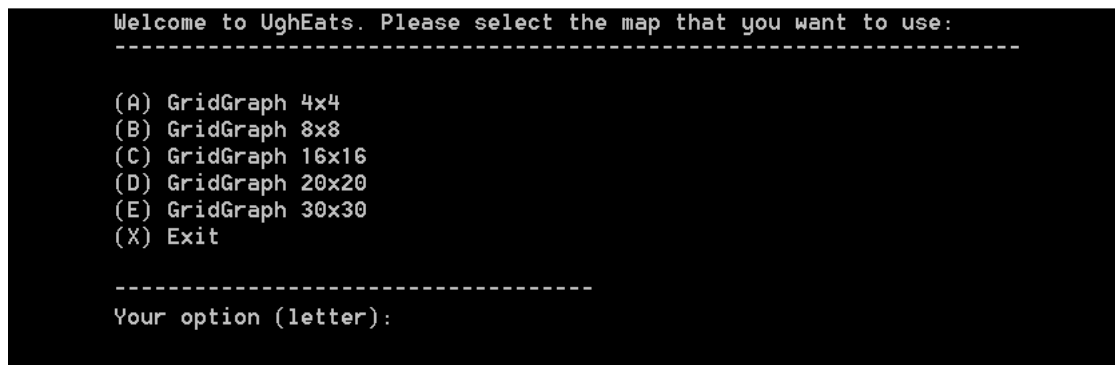 Welcome to UghEats. Please select the map that you want to use:
--------------------------------------------------------------------
(A) GridGraph 4x4
(B) GridGraph 8x8
(C) GridGraph 16x16
(D) GridGraph 20x20
(E) GridGraph 30x30
(X) Exit
------------------------------------
Your option (letter):